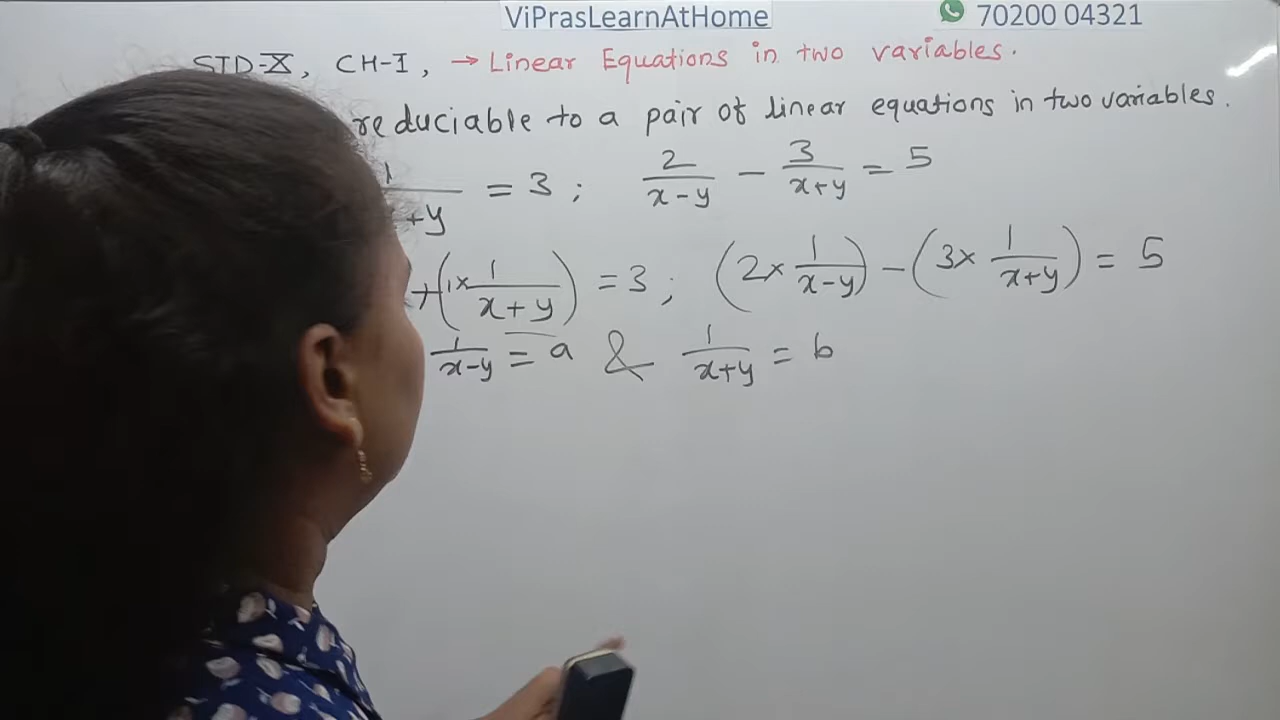 ViPrasLearnAtHome 70200 04321
STD-X, CH-I, → Linear Equations in two variables.
reduciable to a pair of linear equations in two variables.
1/+y = 3 ; 2/x-y - 3/x+y = 5
+(1× 1/x+y) = 3 ; (2× 1/x-y) - (3× 1/x+y) = 5
1/x-y = a & 1/x+y = b